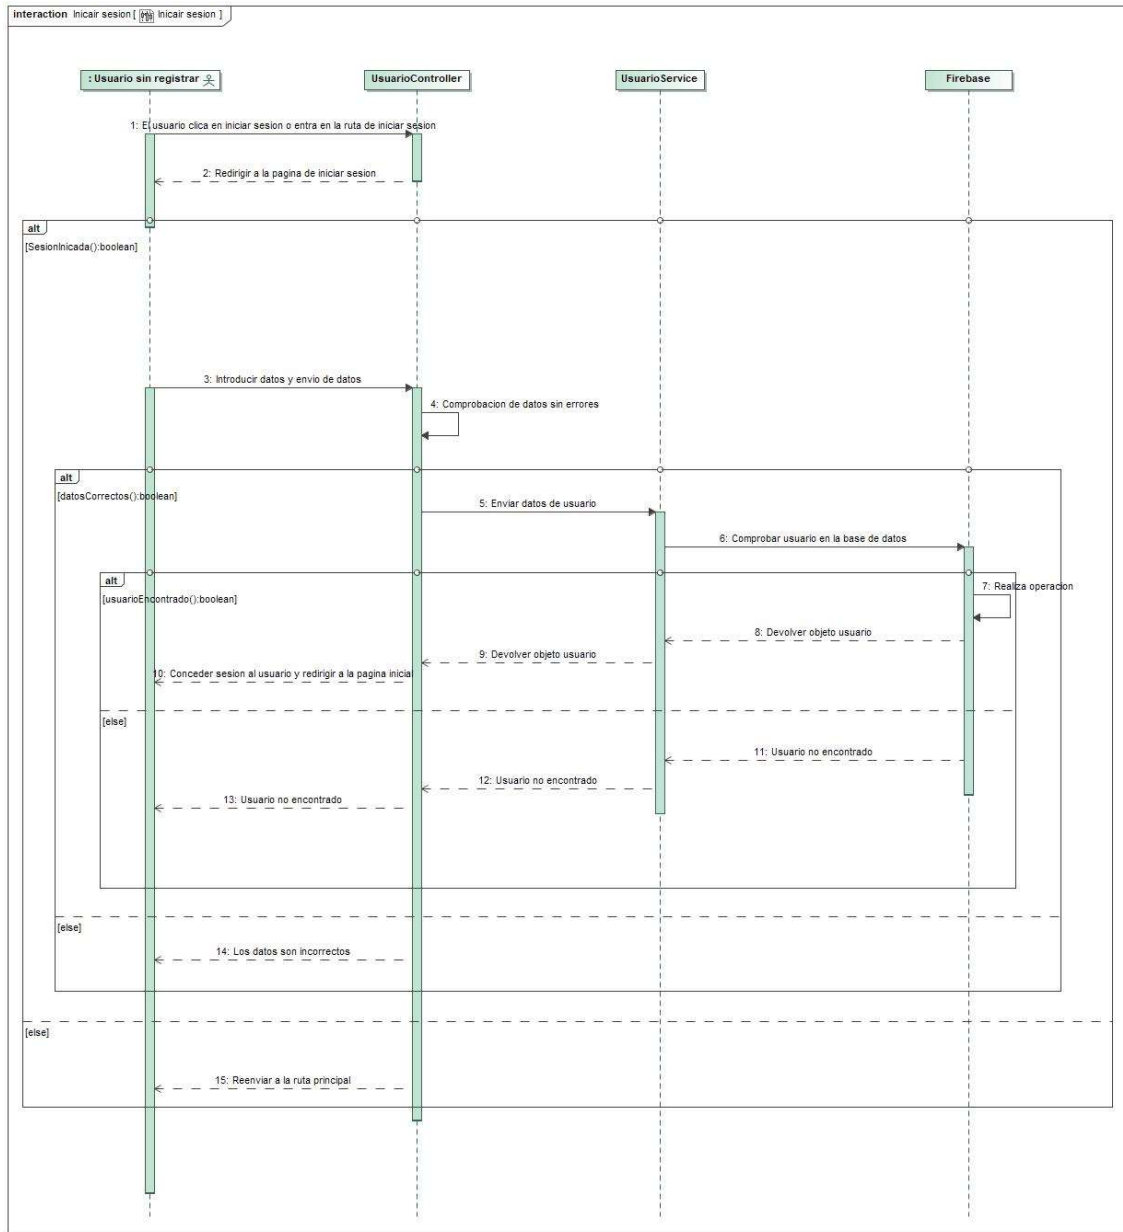 interaction Inicair sesion [ Inicair sesion ]
: Usuario sin registrar
UsuarioController
UsuarioService
Firebase
1: El usuario clica en iniciar sesion o entra en la ruta de iniciar sesion
2: Redirigir a la pagina de iniciar sesion
alt
[SesionInicada():boolean]
3: Introducir datos y envio de datos
4: Comprobacion de datos sin errores
alt
[datosCorrectos():boolean]
5: Enviar datos de usuario
6: Comprobar usuario en la base de datos
alt
[usuarioEncontrado():boolean]
7: Realiza operacion
8: Devolver objeto usuario
9: Devolver objeto usuario
10: Conceder sesion al usuario y redirigir a la pagina inicial
[else]
11: Usuario no encontrado
12: Usuario no encontrado
13: Usuario no encontrado
[else]
14: Los datos son incorrectos
[else]
15: Reenviar a la ruta principal